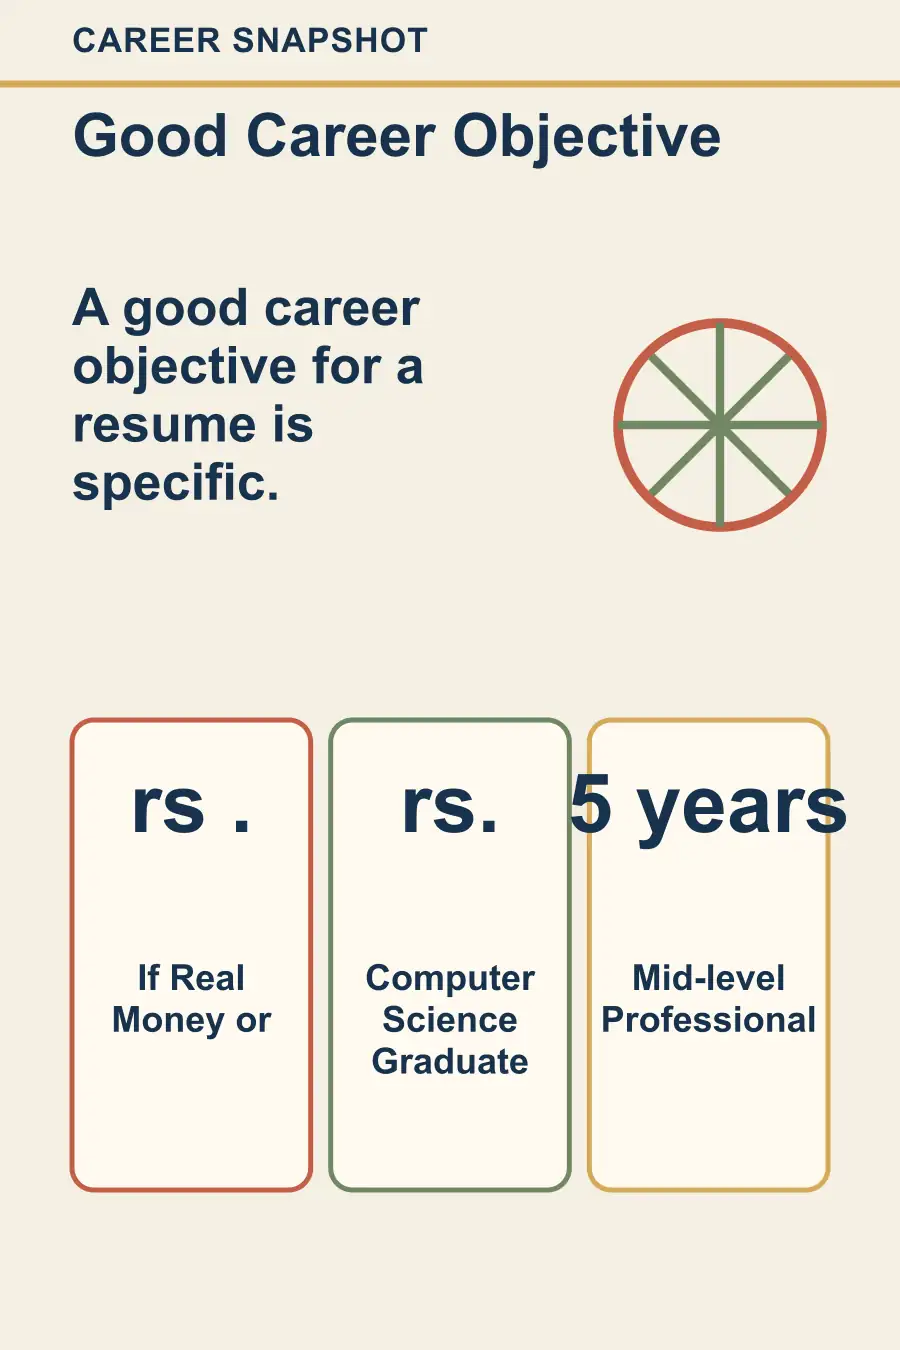 CAREER SNAPSHOT
Good Career Objective
A good career
objective for a
resume is
specific.
rs .
rs.
5 years
If Real
Money or
Computer
Science
Graduate
Mid-level
Professional